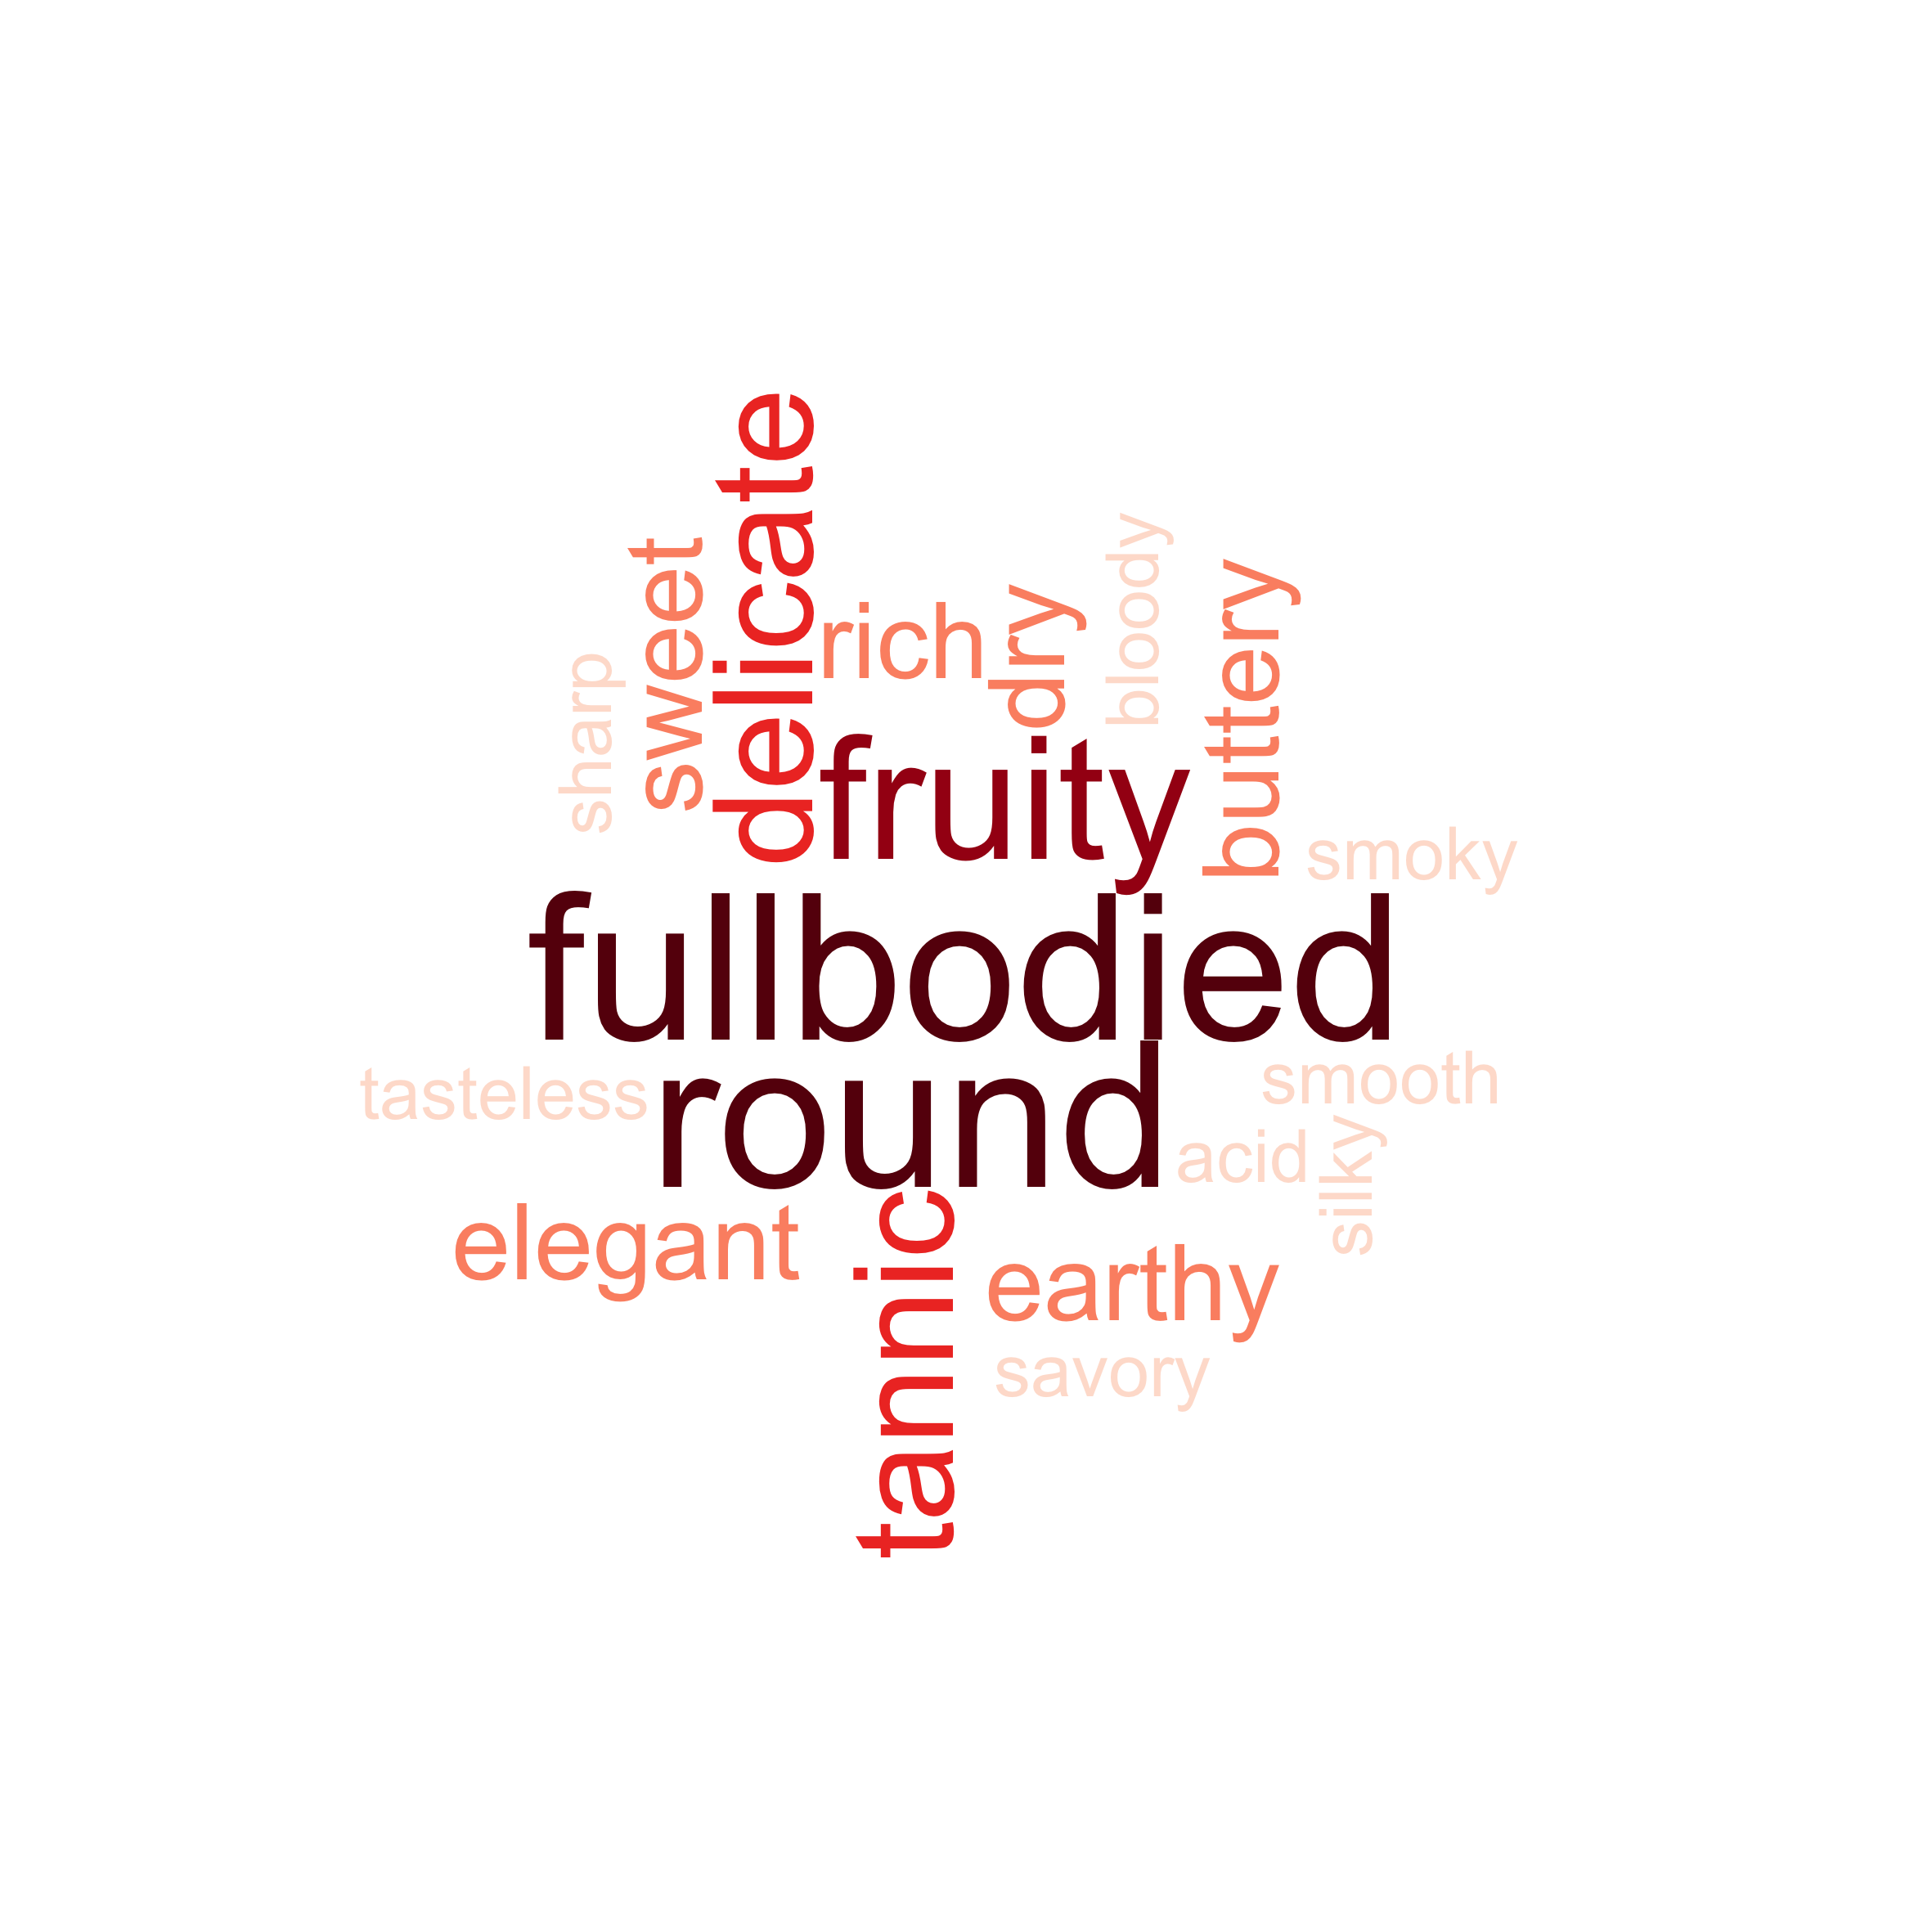 delicate
sweet
rich
dry
bloody
buttery
sharp
fruity
smoky
fullbodied
tasteless
round
smooth
acid
silky
elegant
tannic
earthy
savory